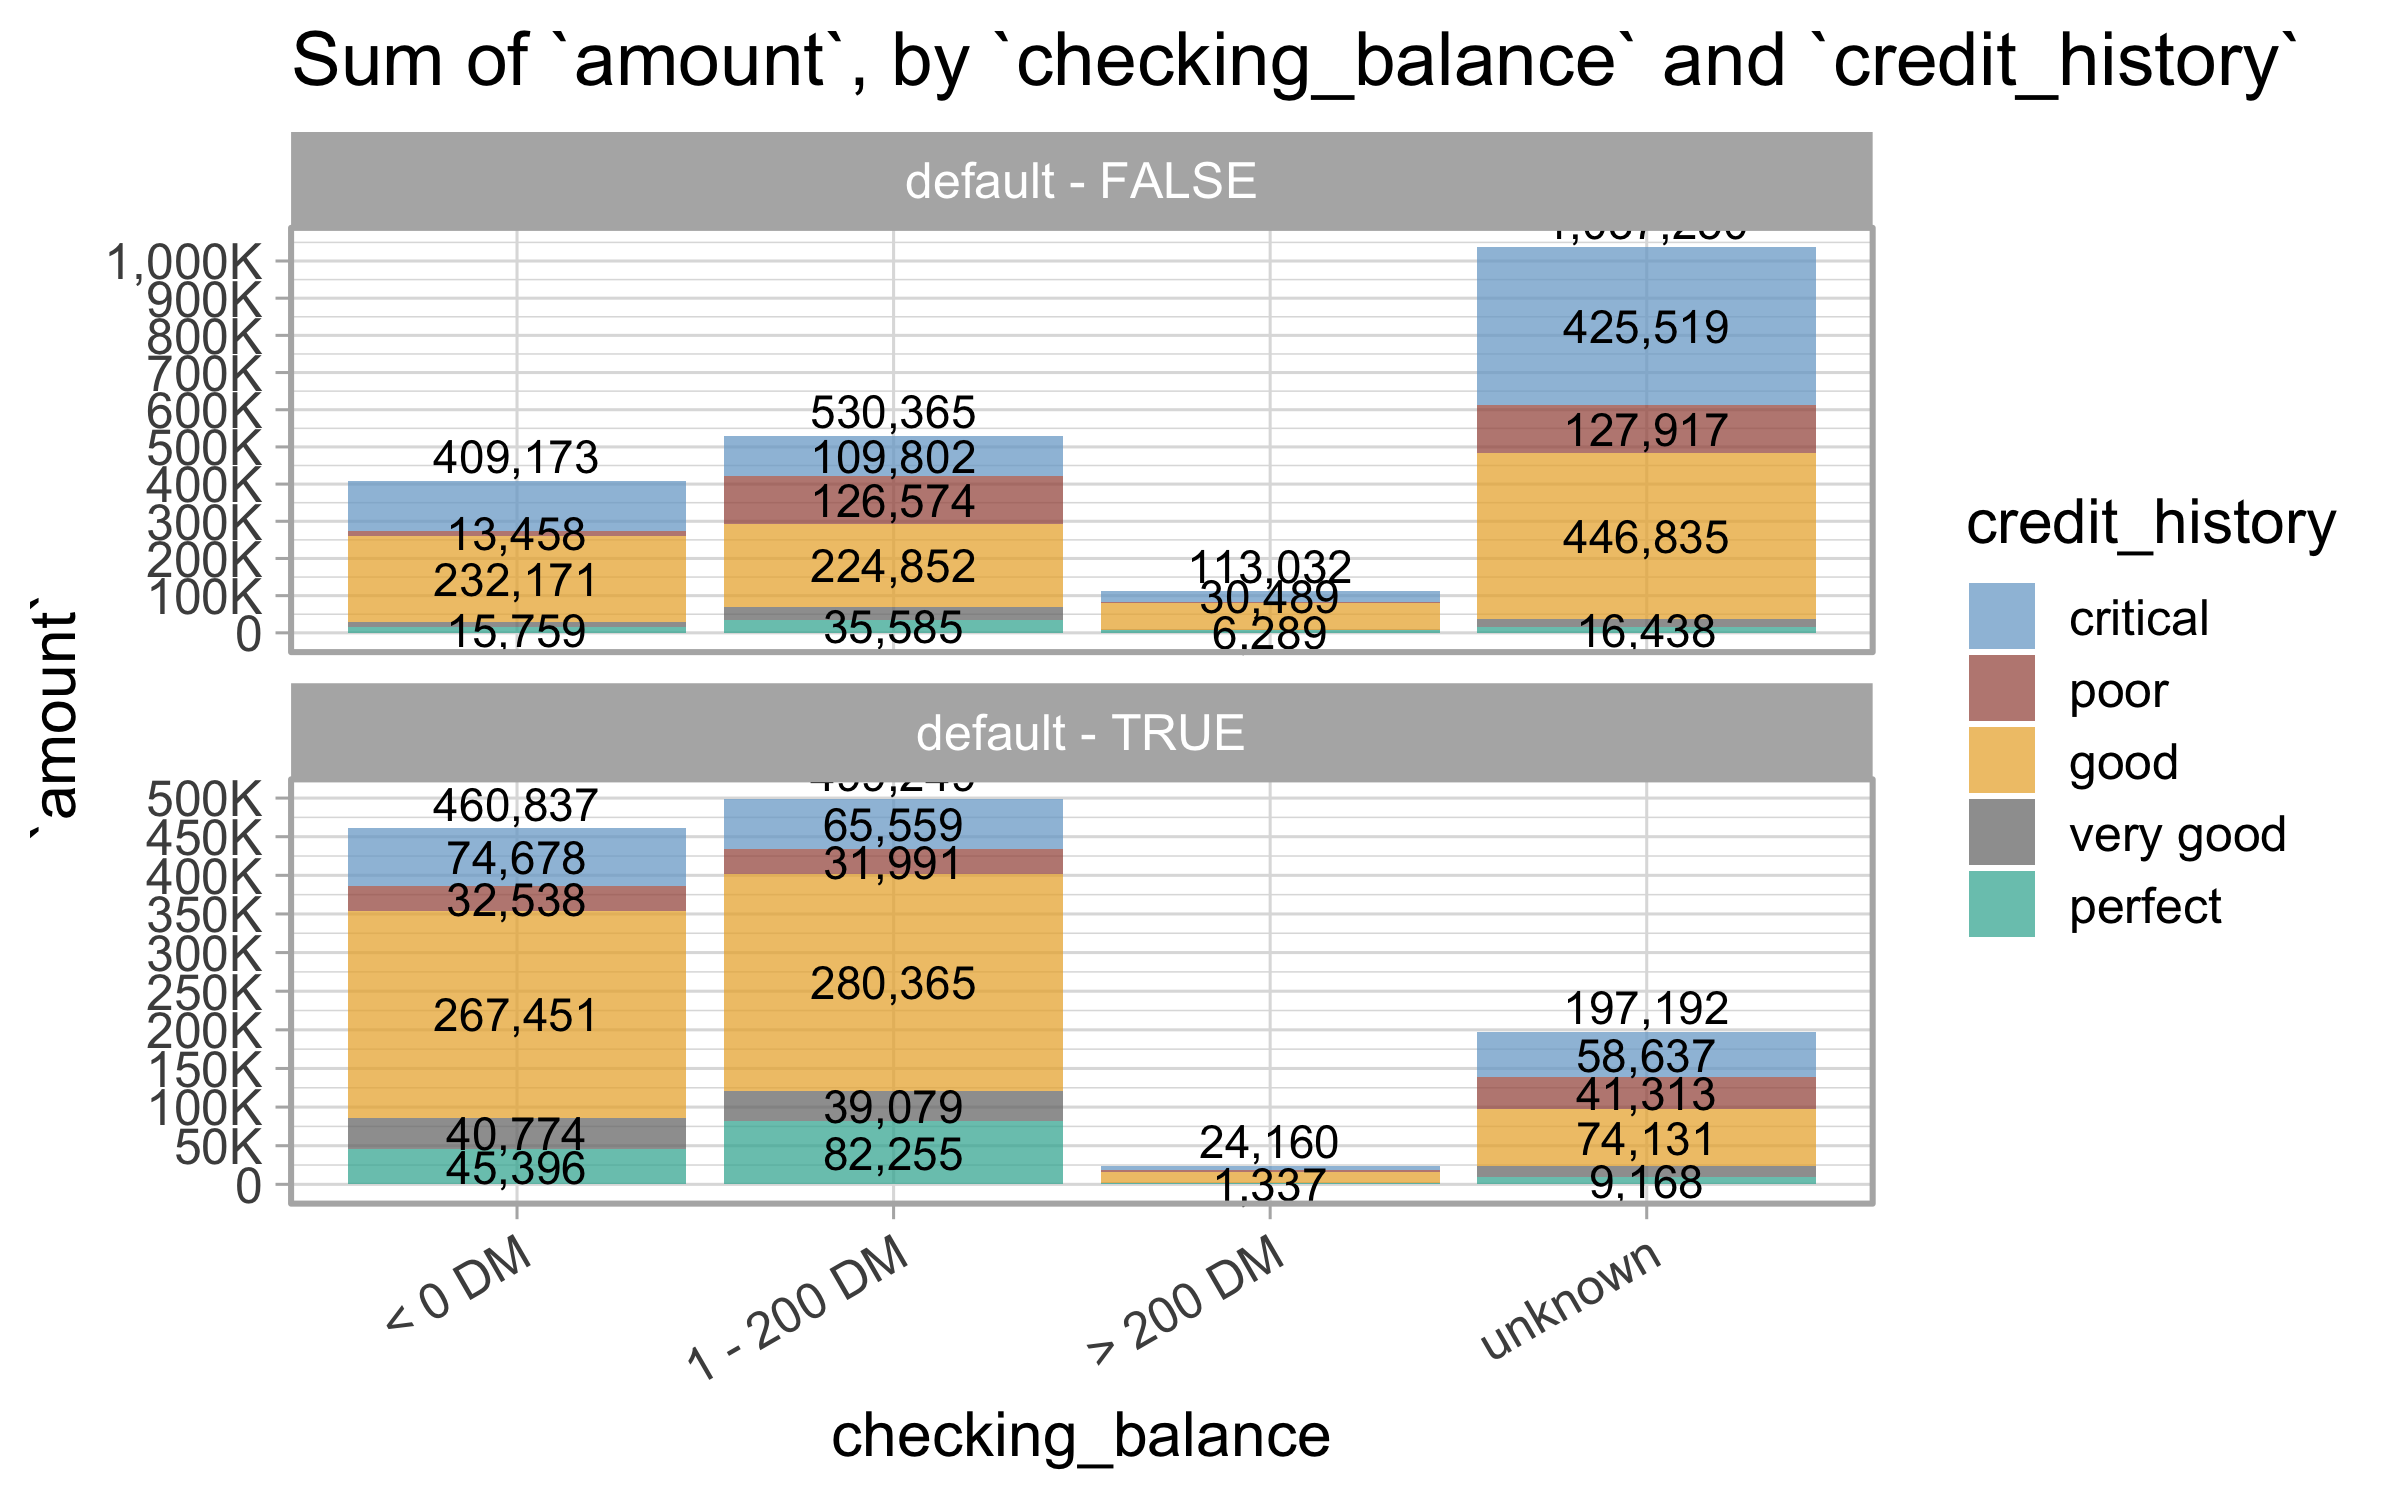 Sum of `amount`, by `checking_balance` and `credit_history`
default - FALSE
1,000K
900K
800K
700K
600K
500K
400K
300K
200K
100K
0
409,173
13,458
232,171
15,759
530,365
109,802
126,574
224,852
35,585
113,032
30,489
6,289
425,519
127,917
446,835
16,438
default - TRUE
500K
450K
400K
350K
300K
250K
200K
150K
100K
50K
0
460,837
74,678
32,538
267,451
40,774
45,396
65,559
31,991
280,365
39,079
82,255
24,160
1,337
197,192
58,637
41,313
74,131
9,168
< 0 DM
1 - 200 DM
> 200 DM
unknown
checking_balance
`amount`
credit_history
critical
poor
good
very good
perfect